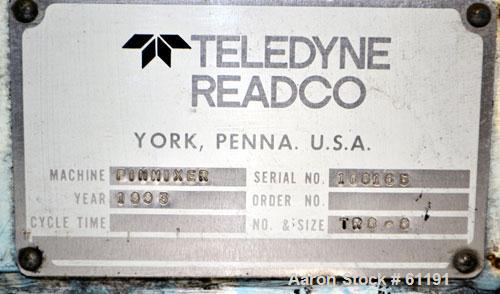 TELEDYNE
READCO
YORK, PENNA. U.S.A.
MACHINE PINMIXER SERIAL NO.
YEAR ORDER NO.
CYCLE TIME NO. & SIZE
Aaron Stock # 61191